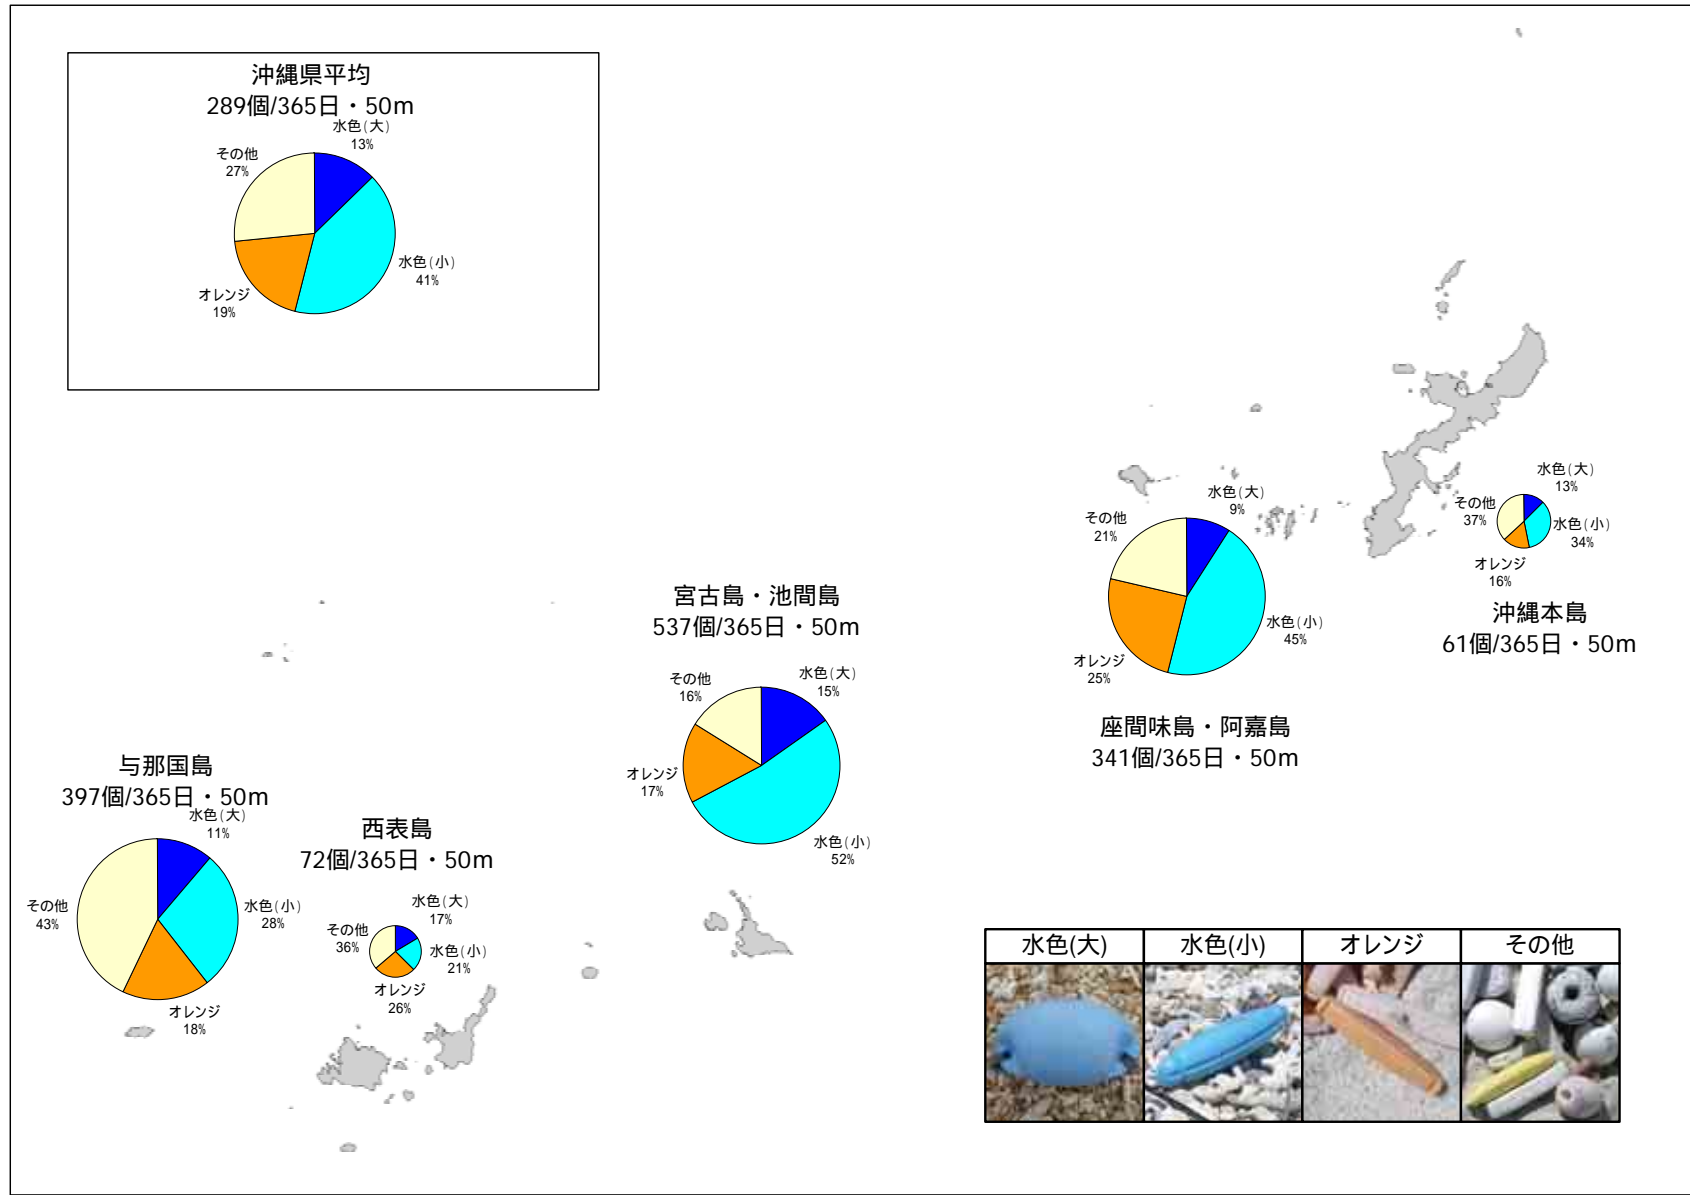 沖縄県平均
289個/365日・50m
水色(大)
13%
その他
27%
水色(小)
41%
オレンジ
19%
水色(大)
13%
その他
37%
水色(小)
34%
オレンジ
16%
沖縄本島
61個/365日・50m
水色(大)
9%
その他
21%
水色(小)
45%
オレンジ
25%
座間味島・阿嘉島
341個/365日・50m
宮古島・池間島
537個/365日・50m
水色(大)
15%
その他
16%
オレンジ
17%
水色(小)
52%
与那国島
397個/365日・50m
水色(大)
11%
その他
43%
水色(小)
28%
オレンジ
18%
西表島
72個/365日・50m
水色(大)
17%
その他
36%
水色(小)
21%
オレンジ
26%
水色(大) 水色(小) オレンジ その他